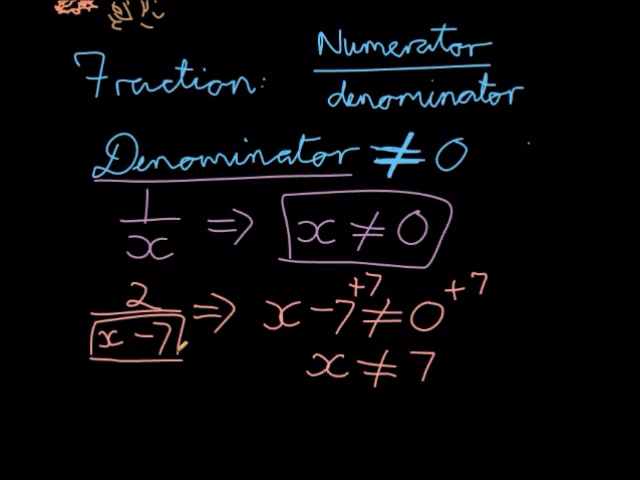 Fraction: Numerator
denominator
Denominator ≠ 0
1
x ⇒ x ≠ 0
2
x - 7 ⇒ x - 7 +7 ≠ 0 +7
x ≠ 7